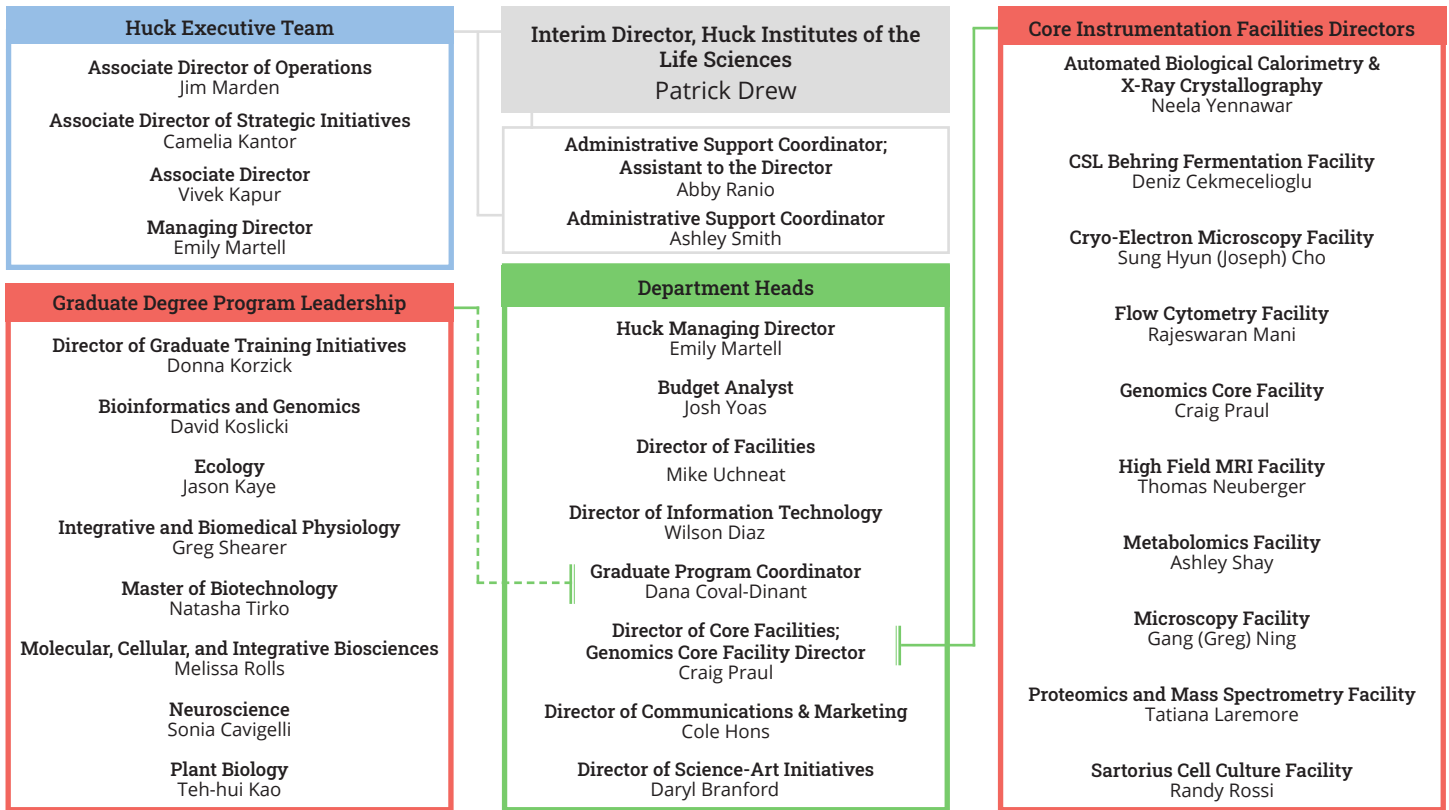 Huck Executive Team
Associate Director of Operations
Jim Marden
Associate Director of Strategic Initiatives
Camelia Kantor
Associate Director
Vivek Kapur
Managing Director
Emily Martell
Interim Director, Huck Institutes of the
Life Sciences
Patrick Drew
Administrative Support Coordinator;
Assistant to the Director
Abby Ranio
Administrative Support Coordinator
Ashley Smith
Graduate Degree Program Leadership
Director of Graduate Training Initiatives
Donna Korzick
Bioinformatics and Genomics
David Koslicki
Ecology
Jason Kaye
Integrative and Biomedical Physiology
Greg Shearer
Master of Biotechnology
Natasha Tirko
Molecular, Cellular, and Integrative Biosciences
Melissa Rolls
Neuroscience
Sonia Cavigelli
Plant Biology
Teh-hui Kao
Department Heads
Huck Managing Director
Emily Martell
Budget Analyst
Josh Yoas
Director of Facilities
Mike Uchneat
Director of Information Technology
Wilson Diaz
Graduate Program Coordinator
Dana Coval-Dinant
Director of Core Facilities;
Genomics Core Facility Director
Craig Praul
Director of Communications & Marketing
Cole Hons
Director of Science-Art Initiatives
Daryl Branford
Core Instrumentation Facilities Directors
Automated Biological Calorimetry &
X-Ray Crystallography
Neela Yennawar
CSL Behring Fermentation Facility
Deniz Cekmecelioglu
Cryo-Electron Microscopy Facility
Sung Hyun (Joseph) Cho
Flow Cytometry Facility
Rajeswaran Mani
Genomics Core Facility
Craig Praul
High Field MRI Facility
Thomas Neuberger
Metabolomics Facility
Ashley Shay
Microscopy Facility
Gang (Greg) Ning
Proteomics and Mass Spectrometry Facility
Tatiana Laremore
Sartorius Cell Culture Facility
Randy Rossi